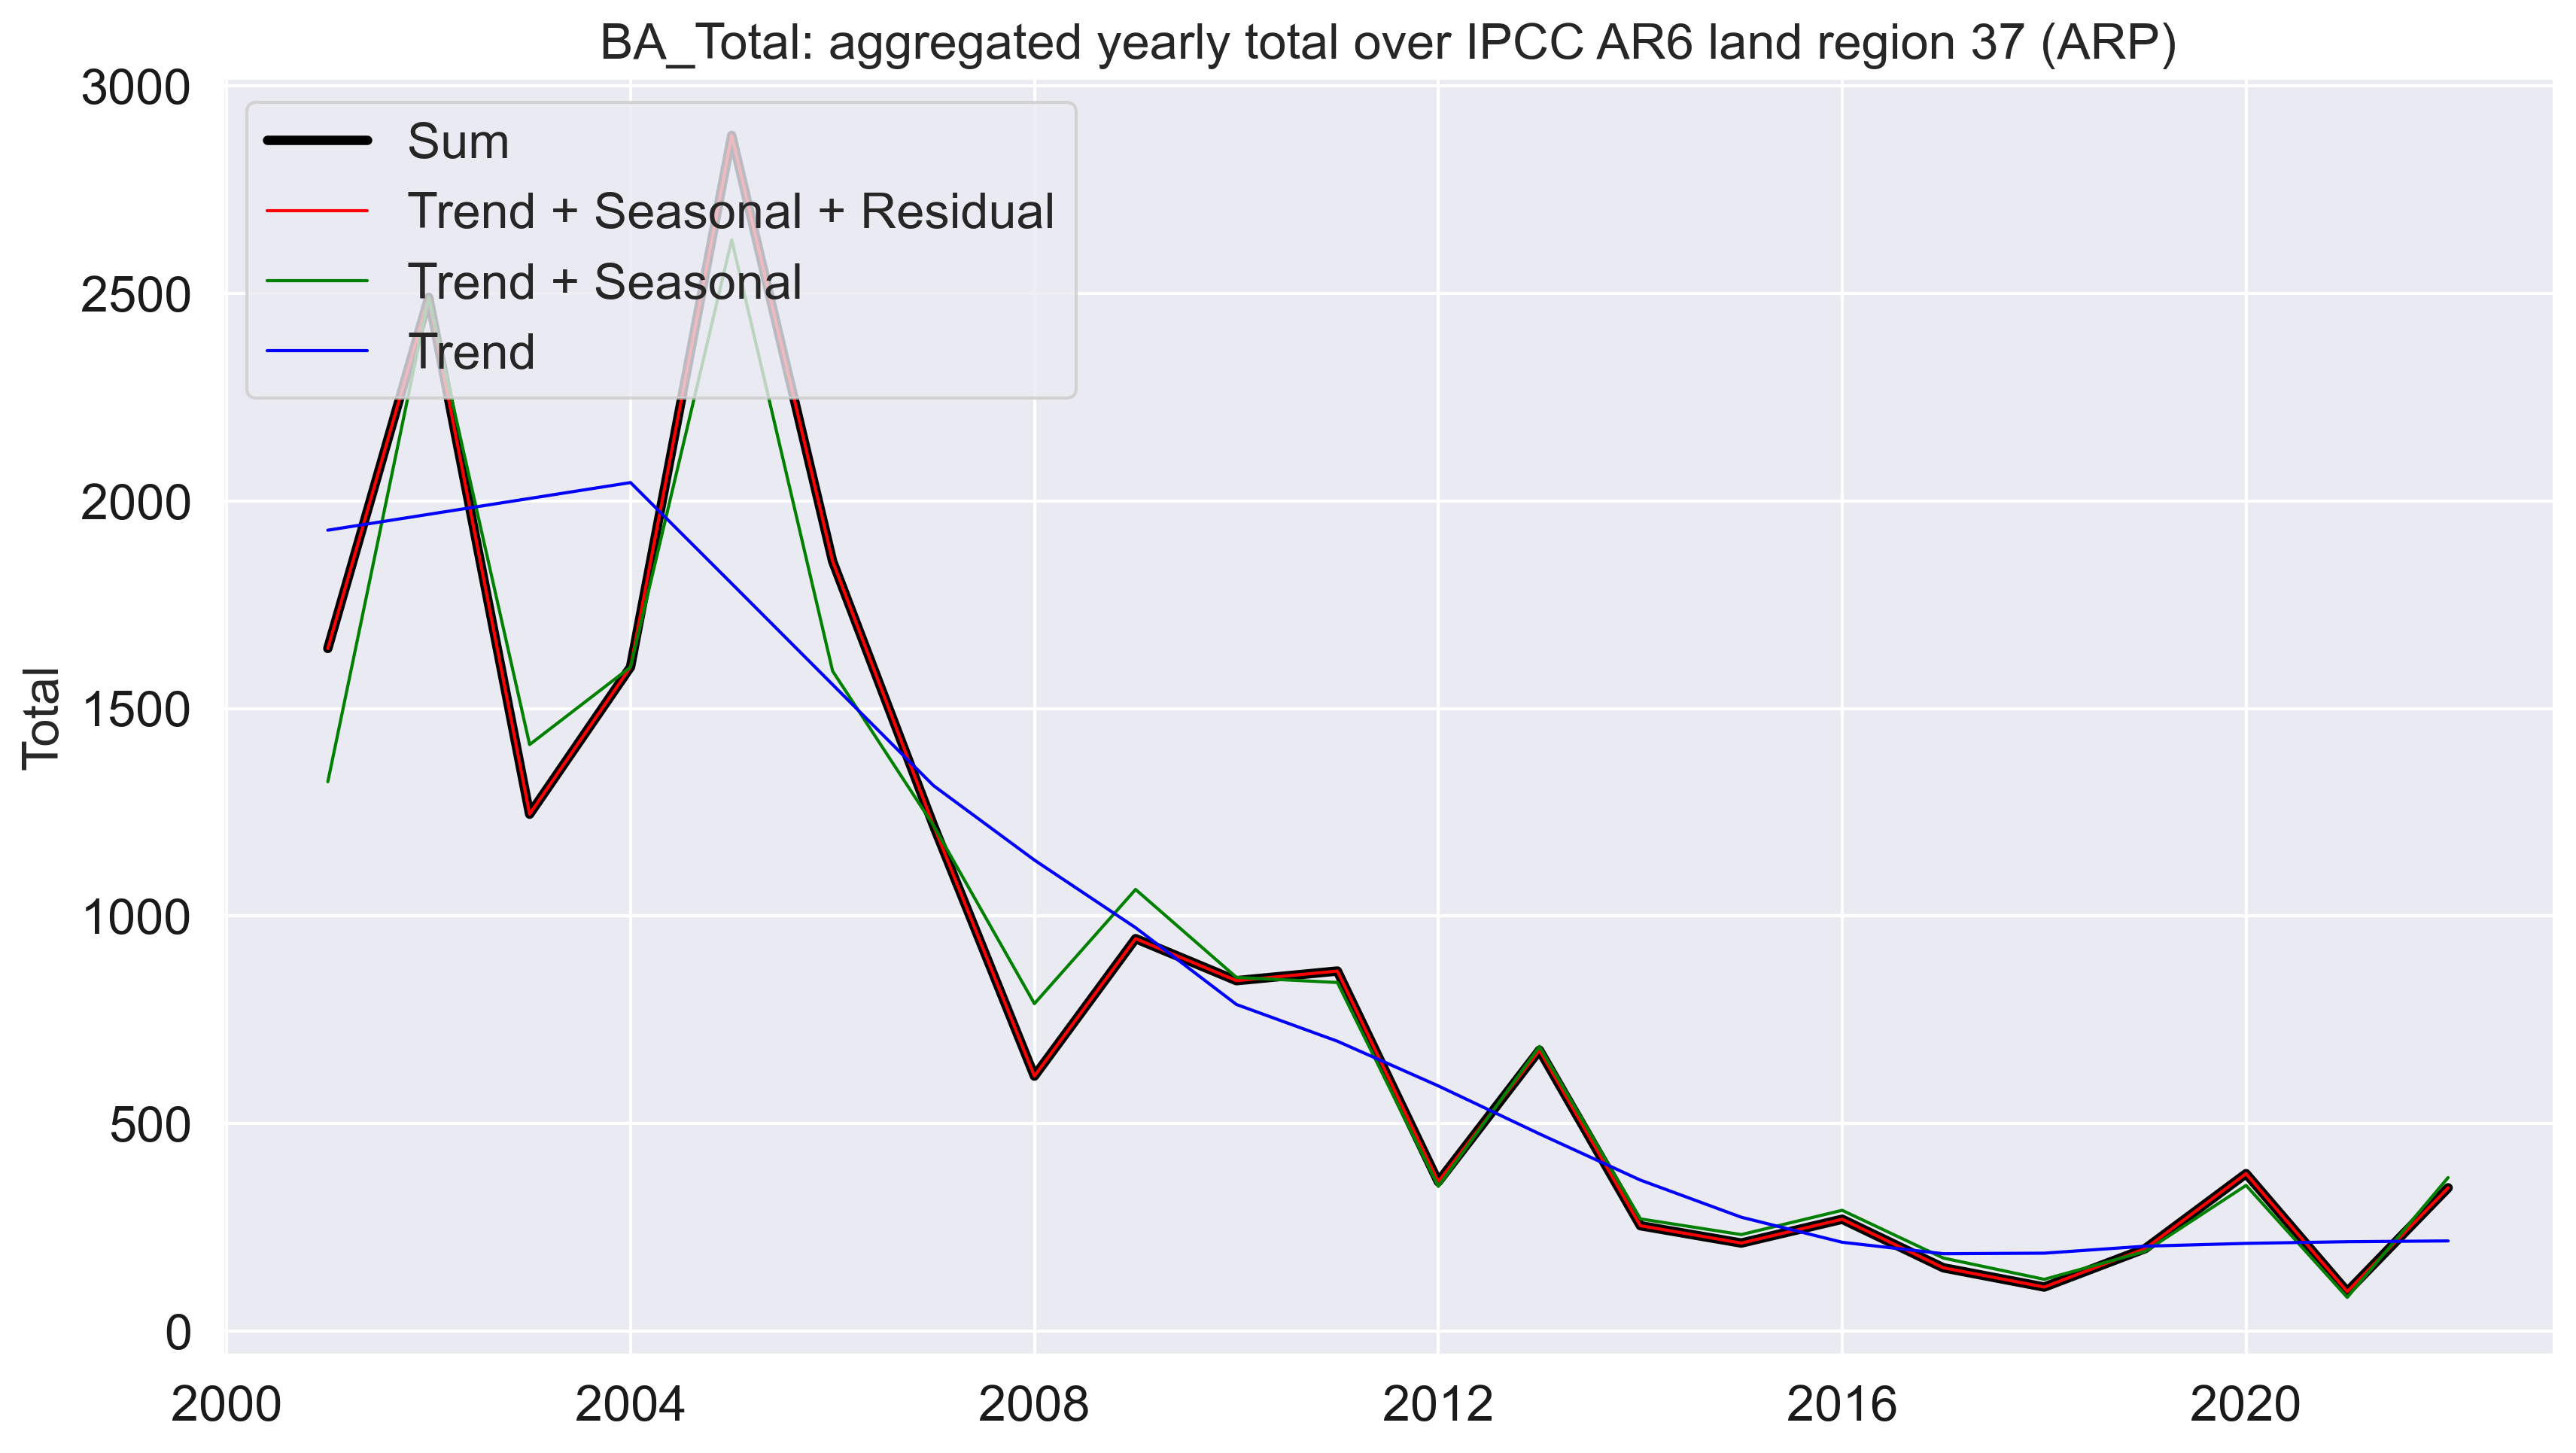 BA_Total: aggregated yearly total over IPCC AR6 land region 37 (ARP)
3000
2500
2000
1500
1000
500
0
Total
Sum
Trend + Seasonal + Residual
Trend + Seasonal
Trend
2000 2004 2008 2012 2016 2020